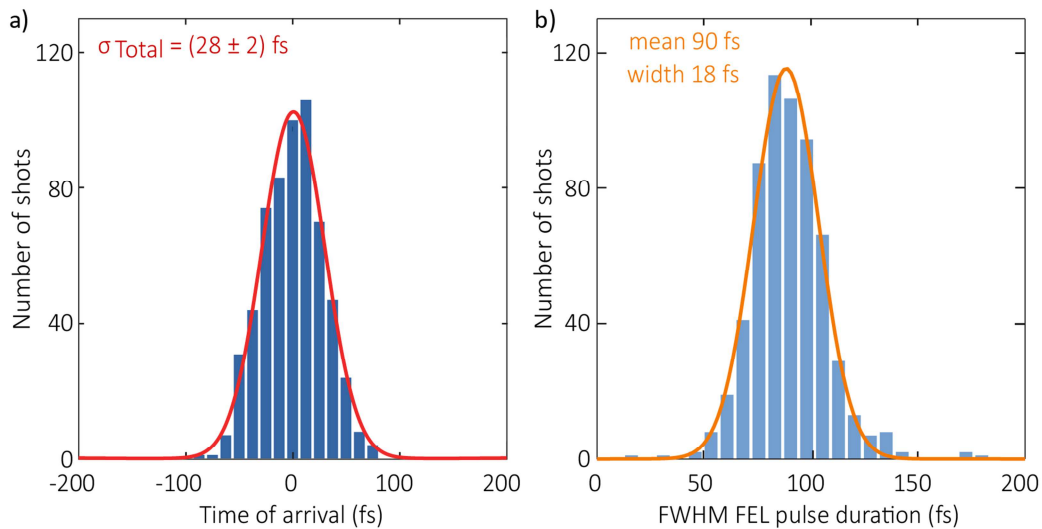 a)
σ Total = (28 ± 2) fs
Number of shots
120
80
40
0
-200
-100
0
100
200
Time of arrival (fs)
b)
mean 90 fs
width 18 fs
Number of shots
120
80
40
0
0
50
100
150
200
FWHM FEL pulse duration (fs)